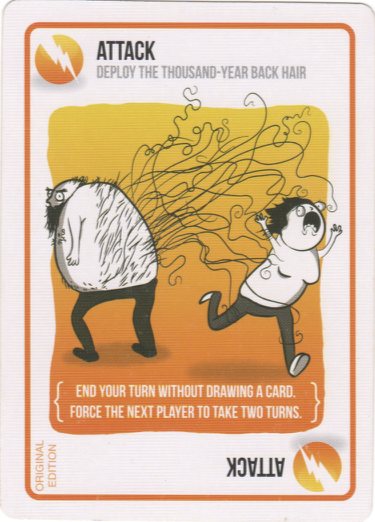 ATTACK
DEPLOY THE THOUSAND-YEAR BACK HAIR
END YOUR TURN WITHOUT DRAWING A CARD.
FORCE THE NEXT PLAYER TO TAKE TWO TURNS.
ORIGINAL
EDITION
ATTACK